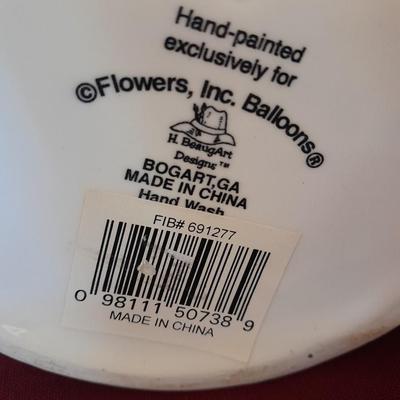 Hand-painted
exclusively for
©Flowers, Inc. Balloons®
H. BeaugArt
Designs™
BOGART, GA
MADE IN CHINA
Hand Wash
FIB# 691277
0 98111 50738 9
MADE IN CHINA